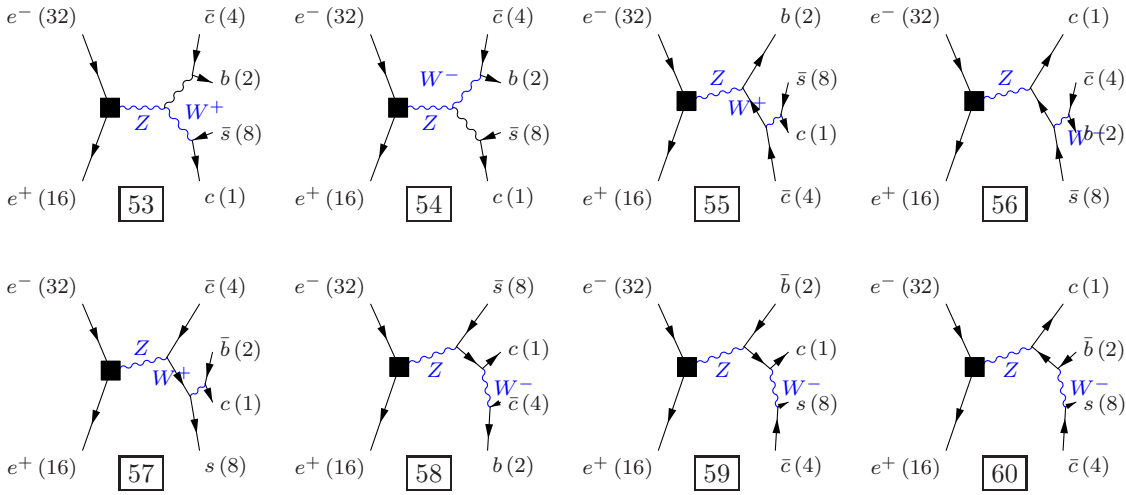 e⁻ (32) c̄ (4) b (2) W⁺ Z s̄ (8) e⁺ (16) c (1) 53
e⁻ (32) c̄ (4) W⁻ b (2) Z s̄ (8) e⁺ (16) c (1) 54
e⁻ (32) b (2) Z s̄ (8) W⁺ c (1) e⁺ (16) c̄ (4) 55
e⁻ (32) c (1) Z c̄ (4) b (2) W⁻ e⁺ (16) s̄ (8) 56
e⁻ (32) c̄ (4) Z b̄ (2) W⁺ c (1) e⁺ (16) s (8) 57
e⁻ (32) s̄ (8) c (1) Z W⁻ c̄ (4) e⁺ (16) b (2) 58
e⁻ (32) b̄ (2) c (1) Z W⁻ s (8) e⁺ (16) c̄ (4) 59
e⁻ (32) c (1) b̄ (2) Z W⁻ s (8) e⁺ (16) c̄ (4) 60